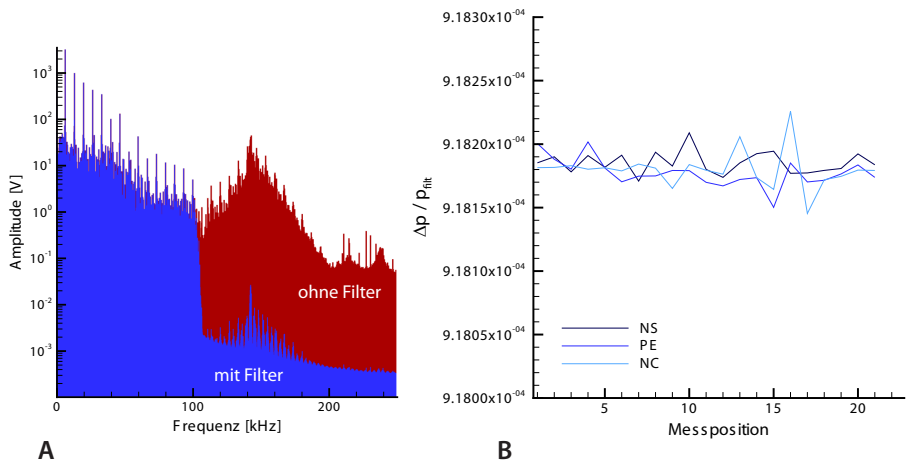 Amplitude [V]
10³
10²
10¹
10⁰
10⁻¹
10⁻²
10⁻³
ohne Filter
mit Filter
0
100
200
Frequenz [kHz]
A
Δp / p_filt
9.1830x10⁻⁰⁴
9.1825x10⁻⁰⁴
9.1820x10⁻⁰⁴
9.1815x10⁻⁰⁴
9.1810x10⁻⁰⁴
9.1805x10⁻⁰⁴
9.1800x10⁻⁰⁴
NS
PE
NC
5
10
15
20
Messposition
B